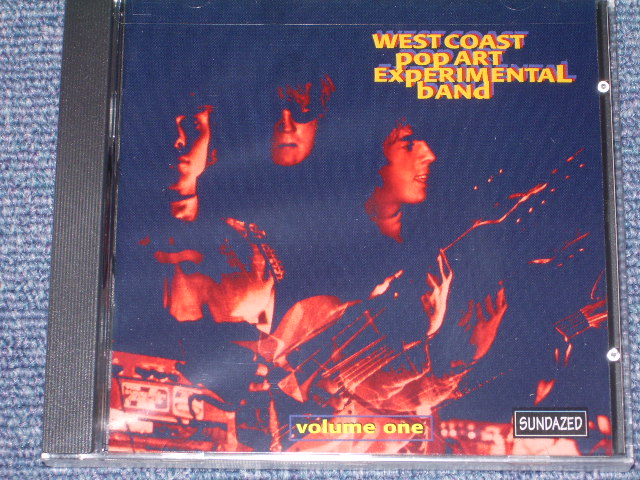 WEST COAST
POP ART
EXPERIMENTAL
BAND
volume one
SUNDAZED